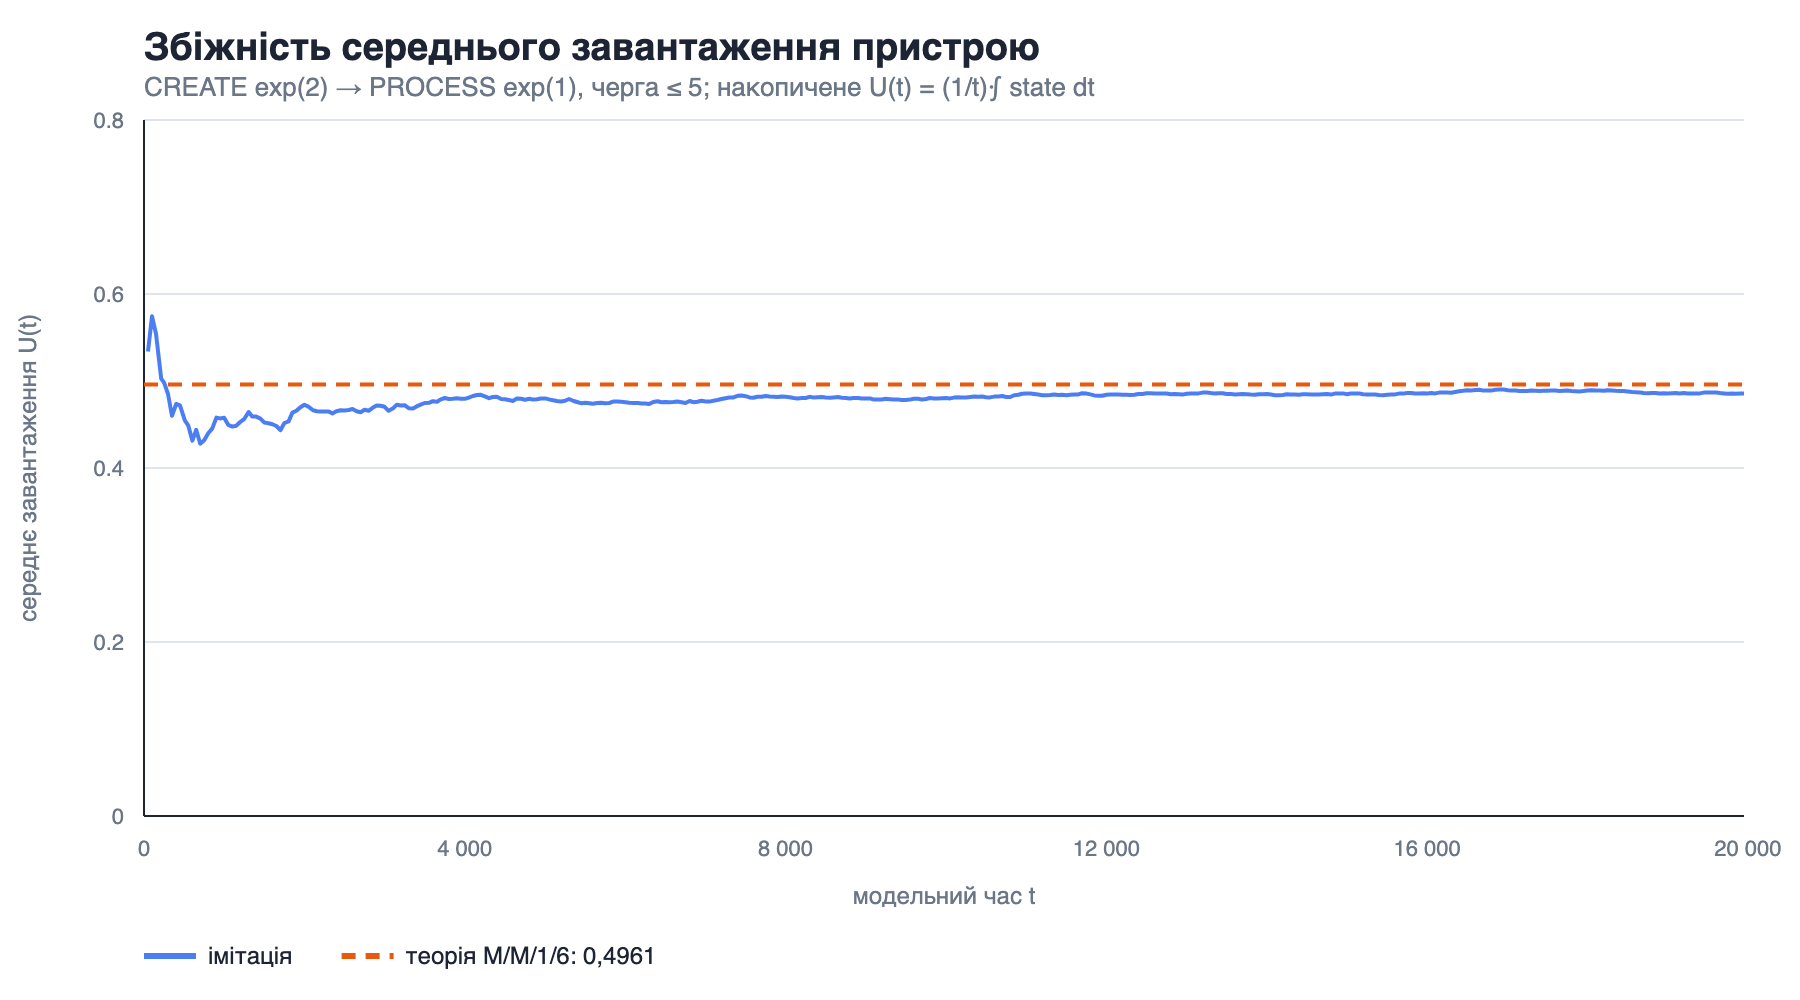 Збіжність середнього завантаження пристрою
CREATE exp(2) → PROCESS exp(1), черга ≤ 5; накопичене U(t) = (1/t)·∫ state dt
середнє завантаження U(t)
0.8
0.6
0.4
0.2
0
0
4 000
8 000
12 000
16 000
20 000
модельний час t
імітація
теорія M/M/1/6: 0,4961